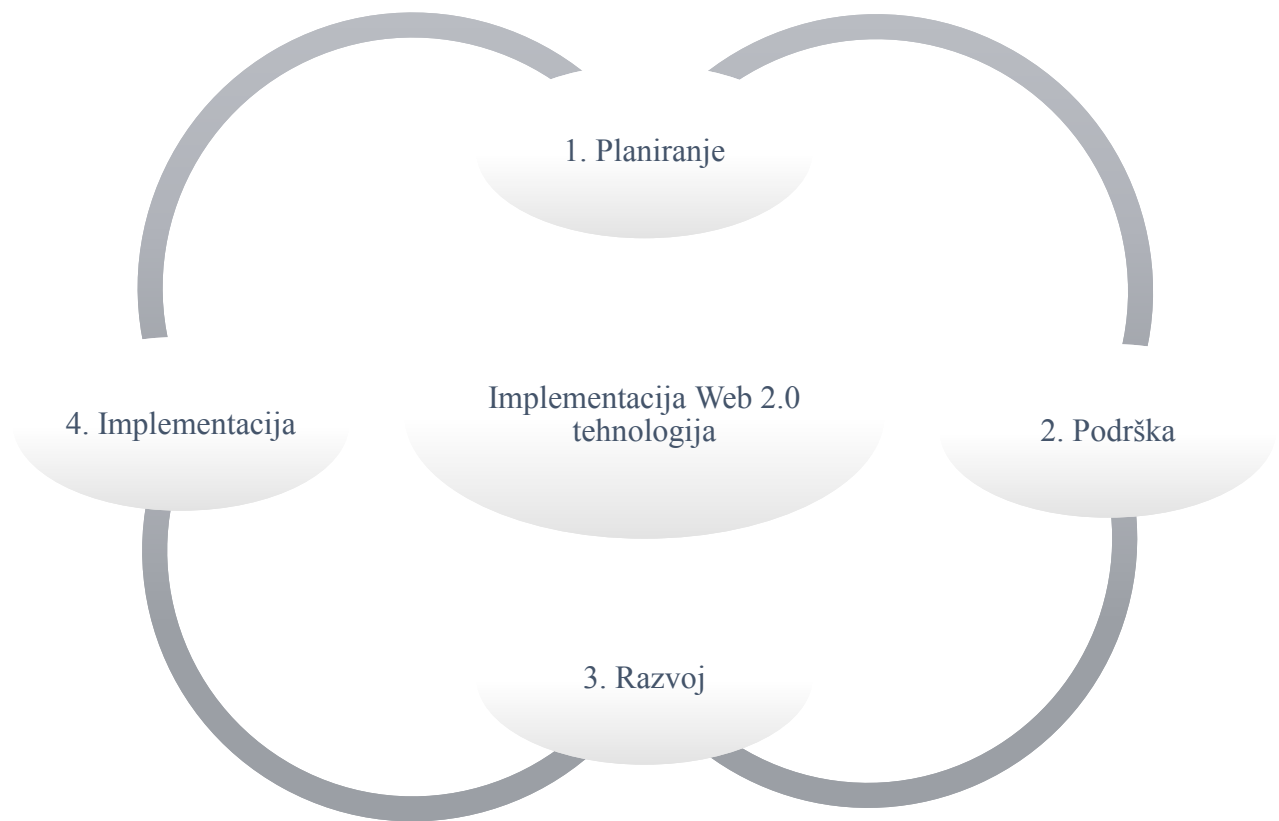 1. Planiranje
Implementacija Web 2.0
tehnologija
2. Podrška
3. Razvoj
4. Implementacija